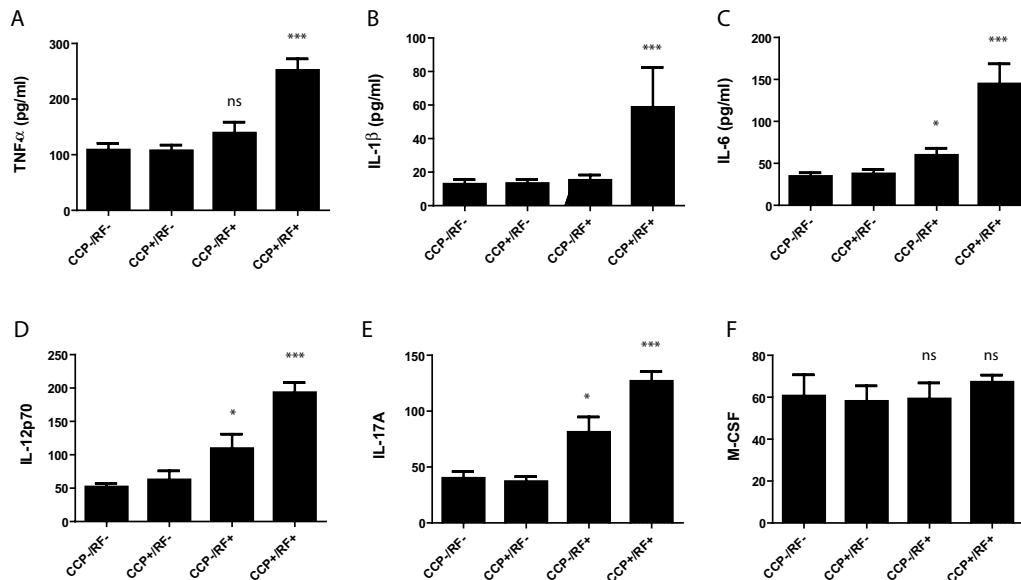 A
TNF-α (pg/ml)
300
200
100
0
ns
***
CCP-/RF-
CCP+/RF-
CCP-/RF+
CCP+/RF+
B
IL-1β (pg/ml)
100
80
60
40
20
0
***
CCP-/RF-
CCP+/RF-
CCP-/RF+
CCP+/RF+
C
IL-6 (pg/ml)
200
150
100
50
0
*
***
CCP-/RF-
CCP+/RF-
CCP-/RF+
CCP+/RF+
D
IL-12p70
250
200
150
100
50
0
*
***
CCP-/RF-
CCP+/RF-
CCP-/RF+
CCP+/RF+
E
IL-17A
150
100
50
0
*
***
CCP-/RF-
CCP+/RF-
CCP-/RF+
CCP+/RF+
F
M-CSF
80
60
40
20
0
ns
ns
CCP-/RF-
CCP+/RF-
CCP-/RF+
CCP+/RF+